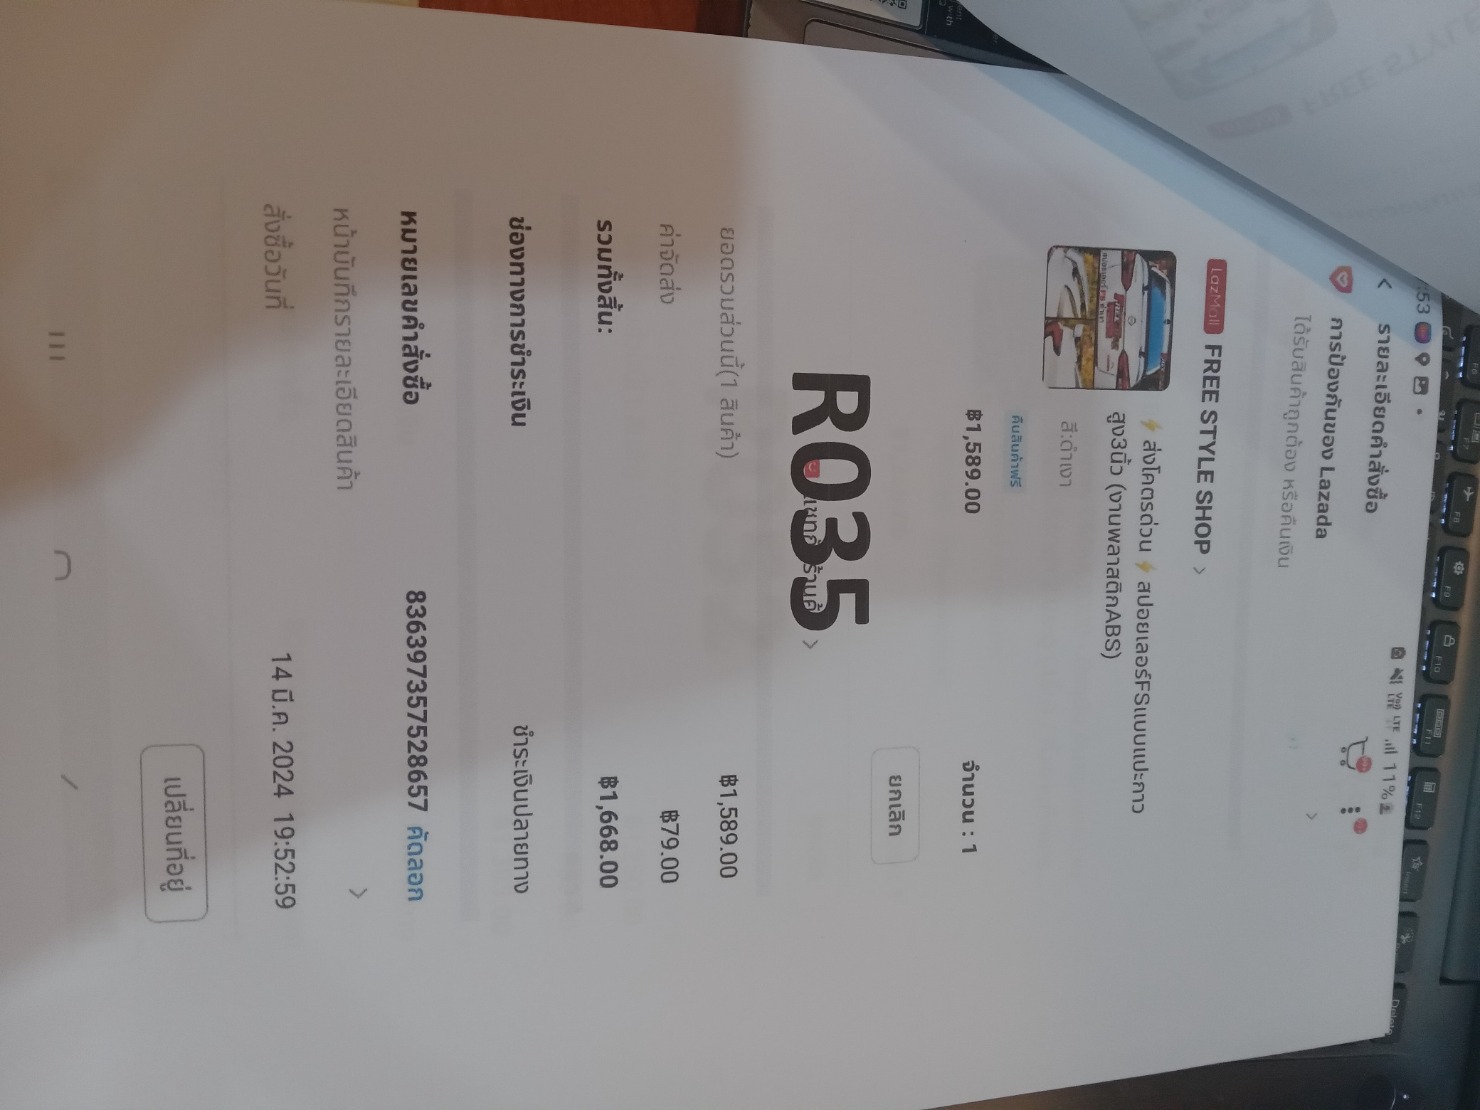 :53
11%
< รายละเอียดคำสั่งซื้อ
การป้องกันของ Lazada
ได้รับสินค้าถูกต้อง หรือคืนเงิน
LazMall FREE STYLE SHOP >
⚡ ส่งโคตรด่วน ⚡ สปอยเลอร์FSแบบแปะกาว
สูง3นิ้ว (งานพลาสติกABS)
สี:ดำเงา
คืนสินค้าฟรี
฿1,589.00 จำนวน : 1
ยกเลิก
R035
ยอดรวมส่วนนี้(1 สินค้า) ฿1,589.00
ค่าจัดส่ง ฿79.00
รวมทั้งสิ้น: ฿1,668.00
ช่องทางการชำระเงิน ชำระเงินปลายทาง
หมายเลขคำสั่งซื้อ 836397357528657 คัดลอก
หน้าบันทึกรายละเอียดสินค้า >
สั่งซื้อวันที่ 14 มี.ค. 2024 19:52:59
เปลี่ยนที่อยู่